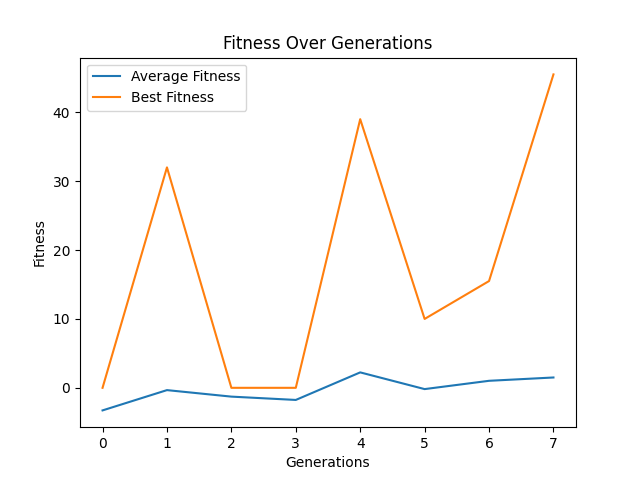 Fitness Over Generations
Average Fitness
Best Fitness
40
30
20
10
0
Fitness
0 1 2 3 4 5 6 7
Generations